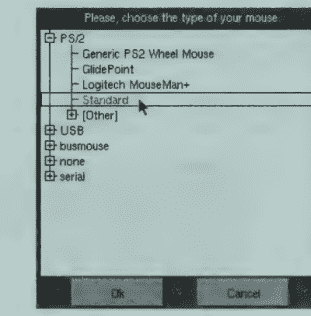 Please, choose the type of your mouse.
PS/2
Generic PS2 Wheel Mouse
GlidePoint
Logitech MouseMan+
Standard
[Other]
USB
busmouse
none
serial
Ok Cancel